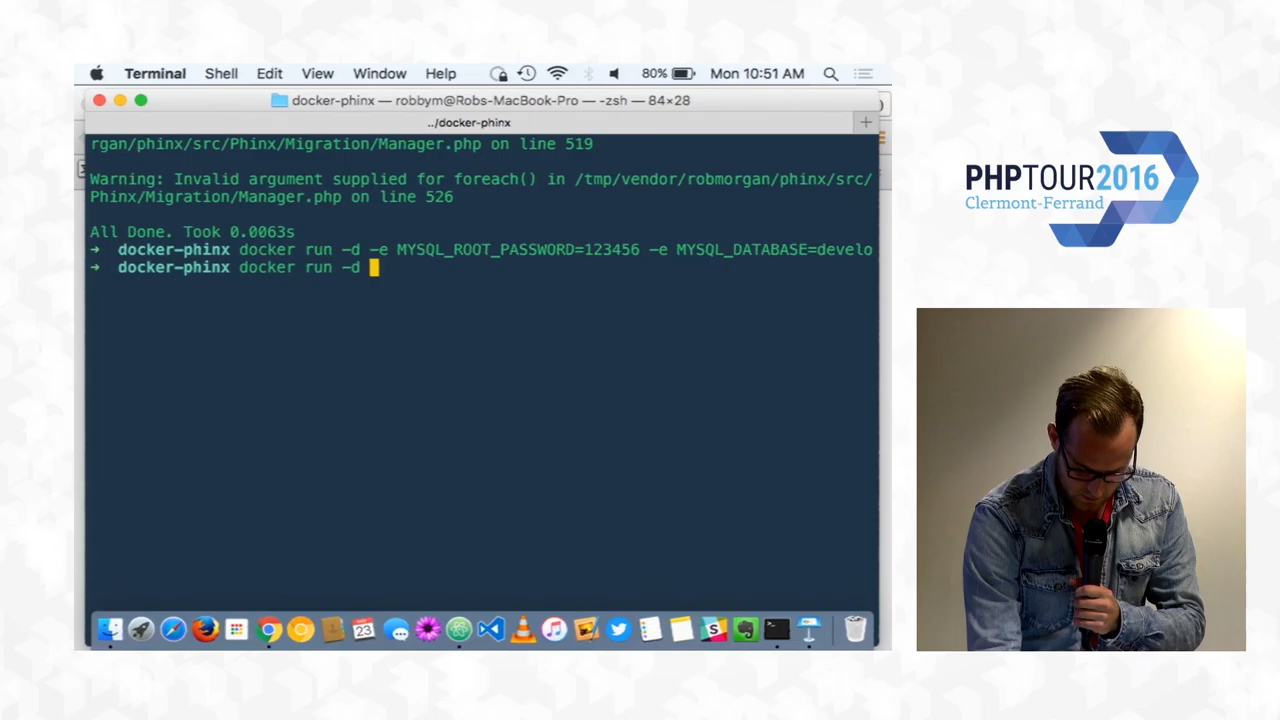 Terminal Shell Edit View Window Help 80% Mon 10:51 AM
docker-phinx — robbym@Robs-MacBook-Pro — -zsh — 84×28
../docker-phinx
rgan/phinx/src/Phinx/Migration/Manager.php on line 519
Warning: Invalid argument supplied for foreach() in /tmp/vendor/robmorgan/phinx/src/
Phinx/Migration/Manager.php on line 526
All Done. Took 0.0063s
→ docker-phinx docker run -d -e MYSQL_ROOT_PASSWORD=123456 -e MYSQL_DATABASE=develo
→ docker-phinx docker run -d
23
PHPTOUR2016
Clermont-Ferrand